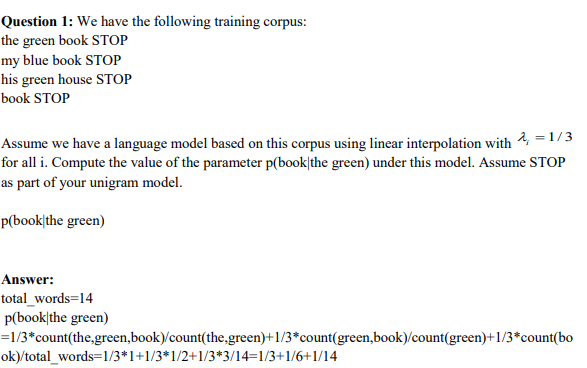 Question 1: We have the following training corpus:
the green book STOP
my blue book STOP
his green house STOP
book STOP
Assume we have a language model based on this corpus using linear interpolation with λᵢ = 1/3
for all i. Compute the value of the parameter p(book|the green) under this model. Assume STOP
as part of your unigram model.
p(book|the green)
Answer:
total_words=14
p(book|the green)
=1/3*count(the,green,book)/count(the,green)+1/3*count(green,book)/count(green)+1/3*count(bo
ok)/total_words=1/3*1+1/3*1/2+1/3*3/14=1/3+1/6+1/14